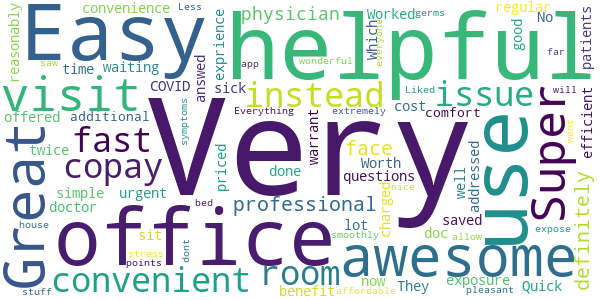 reasonably
convenience
Less
saw
Easy
time
waiting
physician
Which
Worked
germs
regular
No
good
app
wonderful
everyone
far
patients
helpful
visit
COVID
exprience
answed
sick
instead
Liked
cost
issue
will
efficient
offered
additional
Everything
extremely
comfort
Great
twice
fast
symptoms
Very
warrant
face
Worth
questions
well
addressed
use
Super
copay
simple
doctor
urgent
priced
done
bed
professional
charged
nice
saved
went
definitely
house
office
sit
stress
points
dont
smoothly
lot
doc
allow
expose
awesome
room
now
They
exposure
Quick
stuff
convenient
benefit
affordable
pleasant